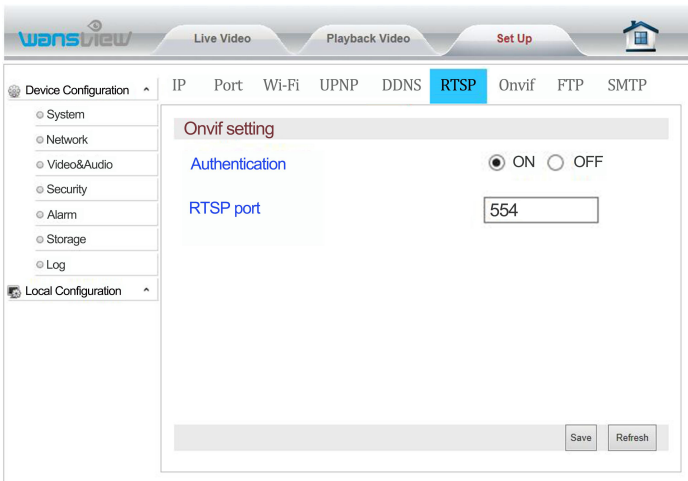 wansview
Live Video
Playback Video
Set Up
Device Configuration
System
Network
Video&Audio
Security
Alarm
Storage
Log
Local Configuration
IP Port Wi-Fi UPNP DDNS RTSP Onvif FTP SMTP
Onvif setting
Authentication ON OFF
RTSP port 554
Save Refresh